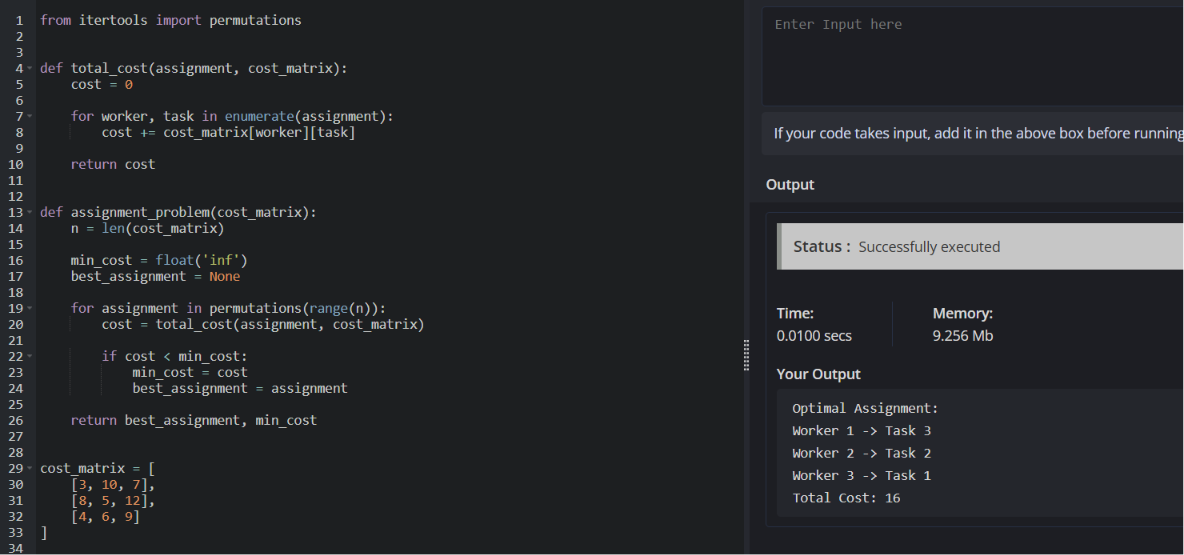 1 from itertools import permutations
2
3
4 def total_cost(assignment, cost_matrix):
5     cost = 0
6
7     for worker, task in enumerate(assignment):
8         cost += cost_matrix[worker][task]
9
10     return cost
11
12
13 def assignment_problem(cost_matrix):
14     n = len(cost_matrix)
15
16     min_cost = float('inf')
17     best_assignment = None
18
19     for assignment in permutations(range(n)):
20         cost = total_cost(assignment, cost_matrix)
21
22         if cost < min_cost:
23             min_cost = cost
24             best_assignment = assignment
25
26     return best_assignment, min_cost
27
28
29 cost_matrix = [
30     [3, 10, 7],
31     [8, 5, 12],
32     [4, 6, 9]
33 ]
34
Enter Input here
If your code takes input, add it in the above box before running
Output
Status : Successfully executed
Time: Memory:
0.0100 secs 9.256 Mb
Your Output
Optimal Assignment:
Worker 1 -> Task 3
Worker 2 -> Task 2
Worker 3 -> Task 1
Total Cost: 16